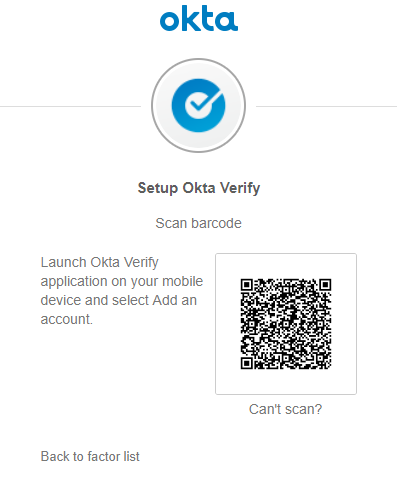 okta
Setup Okta Verify
Scan barcode
Launch Okta Verify
application on your mobile
device and select Add an
account.
Can't scan?
Back to factor list